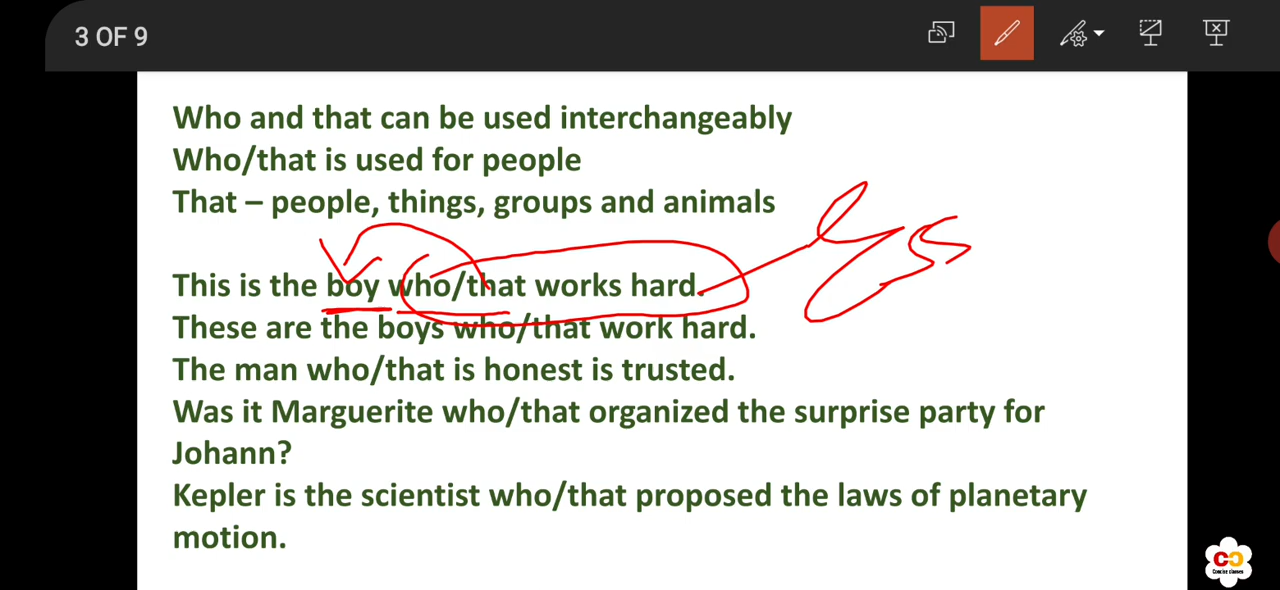 3 OF 9
Who and that can be used interchangeably
Who/that is used for people
That – people, things, groups and animals
This is the boy who/that works hard.
These are the boys who/that work hard.
The man who/that is honest is trusted.
Was it Marguerite who/that organized the surprise party for
Johann?
Kepler is the scientist who/that proposed the laws of planetary
motion.
Concise classes